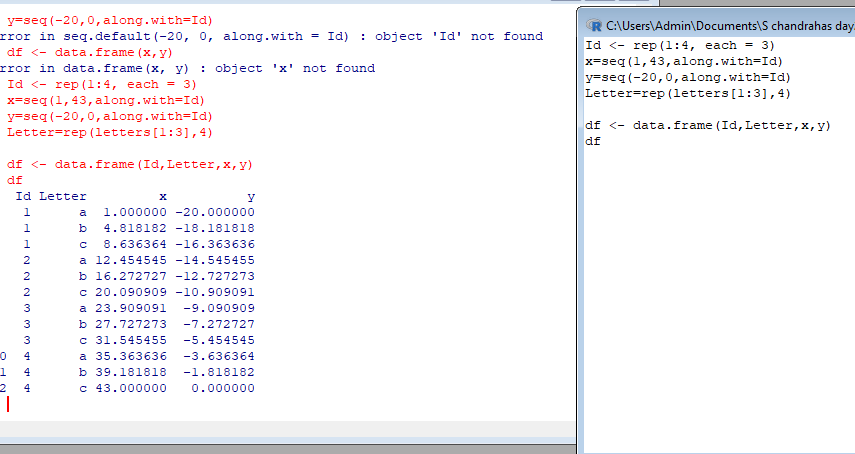 y=seq(-20,0,along.with=Id)
rror in seq.default(-20, 0, along.with = Id) : object 'Id' not found
df <- data.frame(x,y)
rror in data.frame(x, y) : object 'x' not found
Id <- rep(1:4, each = 3)
x=seq(1,43,along.with=Id)
y=seq(-20,0,along.with=Id)
Letter=rep(letters[1:3],4)
df <- data.frame(Id,Letter,x,y)
df
Id Letter x y
1 a 1.000000 -20.000000
1 b 4.818182 -18.181818
1 c 8.636364 -16.363636
2 a 12.454545 -14.545455
2 b 16.272727 -12.727273
2 c 20.090909 -10.909091
3 a 23.909091 -9.090909
3 b 27.727273 -7.272727
3 c 31.545455 -5.454545
0 4 a 35.363636 -3.636364
1 4 b 39.181818 -1.818182
2 4 c 43.000000 0.000000
C:\Users\Admin\Documents\S chandrahas day
Id <- rep(1:4, each = 3)
x=seq(1,43,along.with=Id)
y=seq(-20,0,along.with=Id)
Letter=rep(letters[1:3],4)
df <- data.frame(Id,Letter,x,y)
df